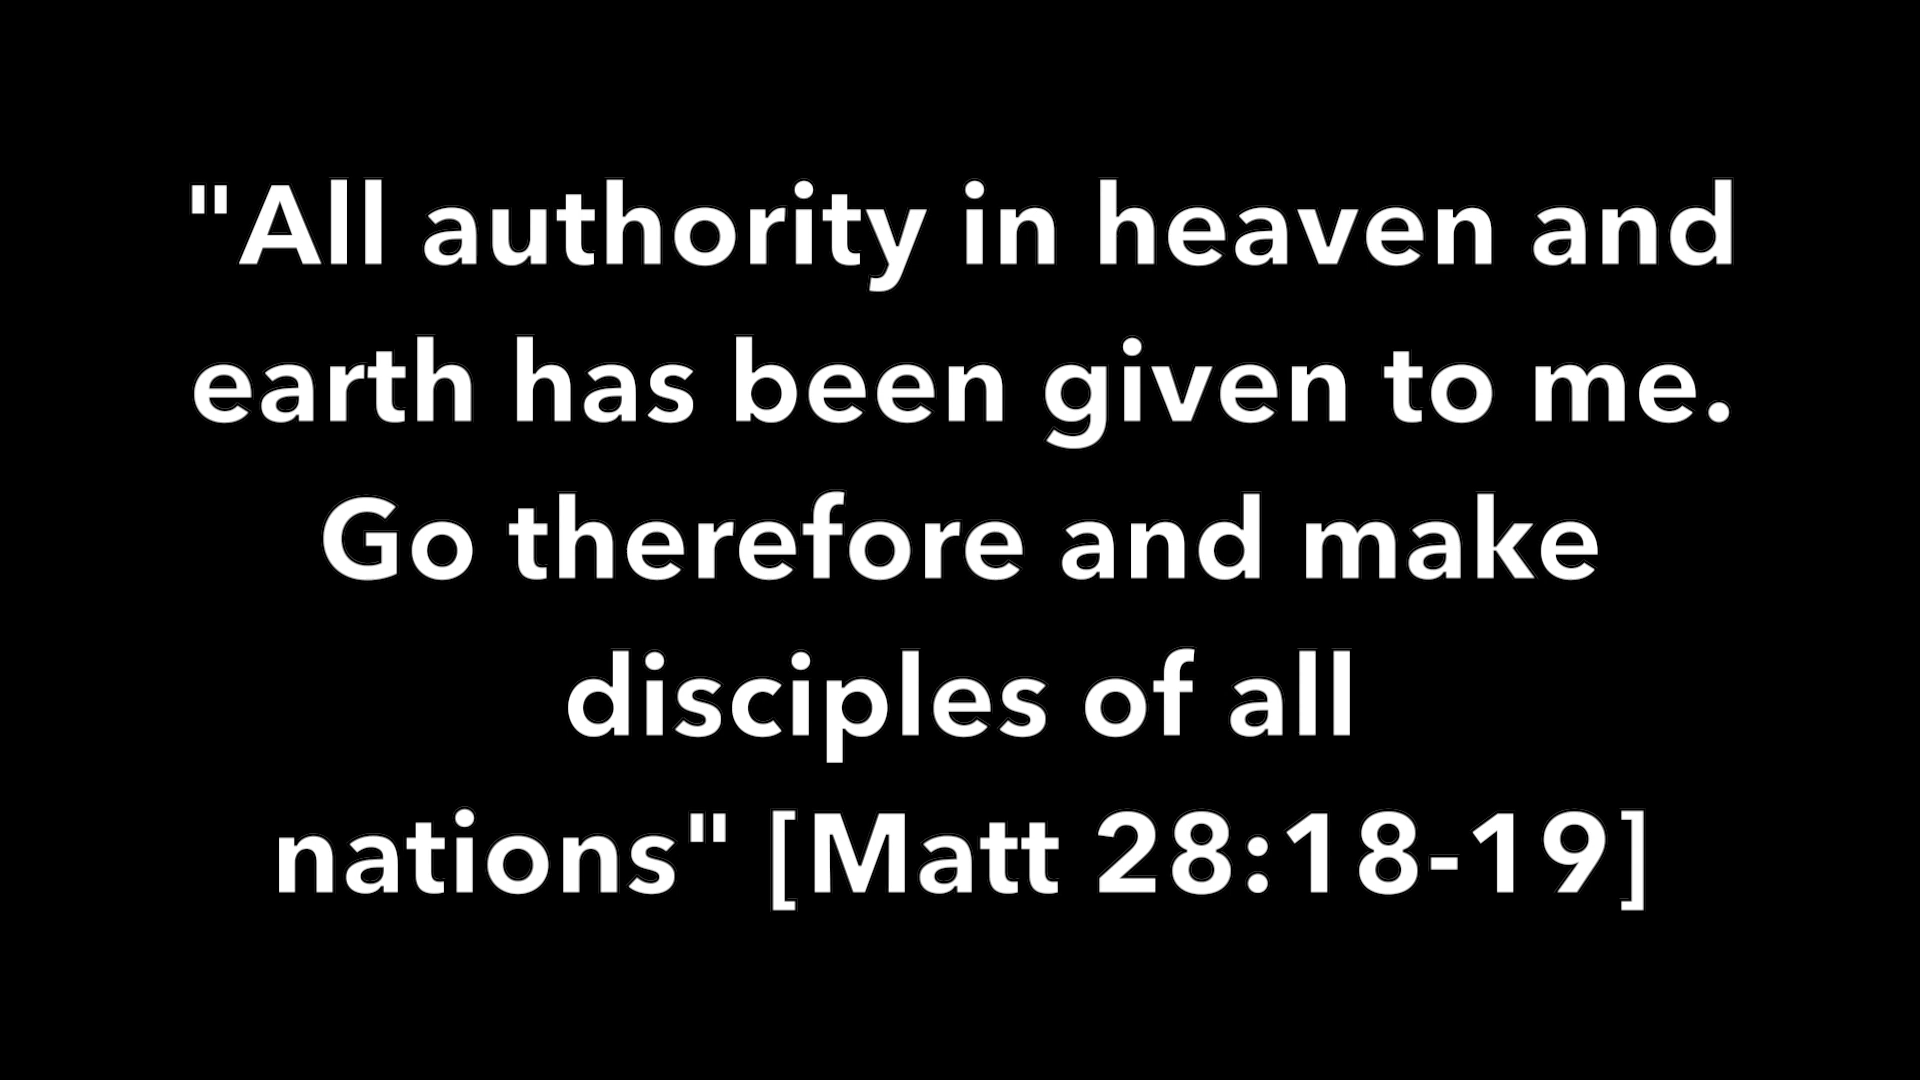 "All authority in heaven and
earth has been given to me.
Go therefore and make
disciples of all
nations" [Matt 28:18-19]